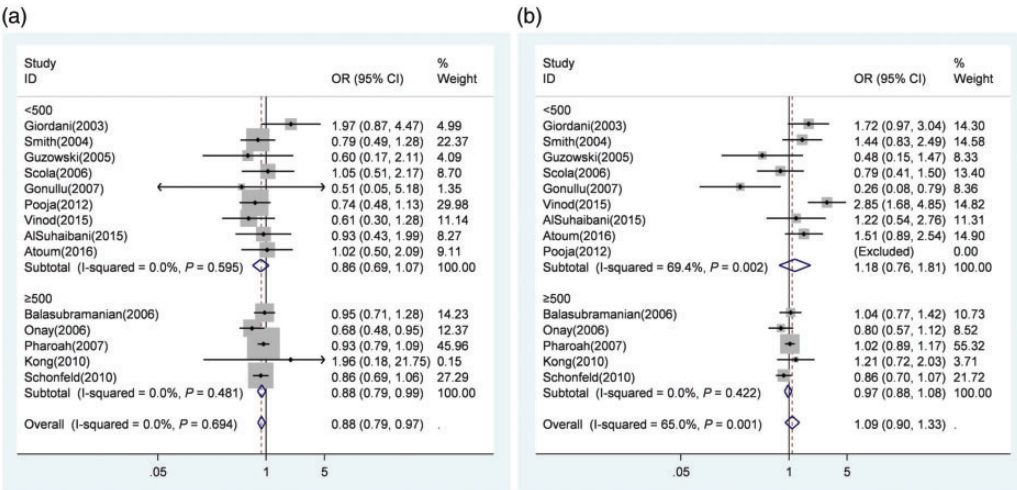 (a)
Study
ID
OR (95% CI)
%
Weight
<500
Giordani(2003) 1.97 (0.87, 4.47) 4.99
Smith(2004) 0.79 (0.49, 1.28) 22.37
Guzowski(2005) 0.60 (0.17, 2.11) 4.09
Scola(2006) 1.05 (0.51, 2.17) 8.70
Gonullu(2007) 0.51 (0.05, 5.18) 1.35
Pooja(2012) 0.74 (0.48, 1.13) 29.98
Vinod(2015) 0.61 (0.30, 1.28) 11.14
AlSuhaibani(2015) 0.93 (0.43, 1.99) 8.27
Atoum(2016) 1.02 (0.50, 2.09) 9.11
Subtotal (I-squared = 0.0%, P = 0.595) 0.86 (0.69, 1.07) 100.00
≥500
Balasubramanian(2006) 0.95 (0.71, 1.28) 14.23
Onay(2006) 0.68 (0.48, 0.95) 12.37
Pharoah(2007) 0.93 (0.79, 1.09) 45.96
Kong(2010) 1.96 (0.18, 21.75) 0.15
Schonfeld(2010) 0.86 (0.69, 1.06) 27.29
Subtotal (I-squared = 0.0%, P = 0.481) 0.88 (0.79, 0.99) 100.00
Overall (I-squared = 0.0%, P = 0.694) 0.88 (0.79, 0.97) .
.05 1 5
(b)
Study
ID
OR (95% CI)
%
Weight
<500
Giordani(2003) 1.72 (0.97, 3.04) 14.30
Smith(2004) 1.44 (0.83, 2.49) 14.58
Guzowski(2005) 0.48 (0.15, 1.47) 8.33
Scola(2006) 0.79 (0.41, 1.50) 13.40
Gonullu(2007) 0.26 (0.08, 0.79) 8.36
Vinod(2015) 2.85 (1.68, 4.85) 14.82
AlSuhaibani(2015) 1.22 (0.54, 2.76) 11.31
Atoum(2016) 1.51 (0.89, 2.54) 14.90
Pooja(2012) (Excluded) 0.00
Subtotal (I-squared = 69.4%, P = 0.002) 1.18 (0.76, 1.81) 100.00
≥500
Balasubramanian(2006) 1.04 (0.77, 1.42) 10.73
Onay(2006) 0.80 (0.57, 1.12) 8.52
Pharoah(2007) 1.02 (0.89, 1.17) 55.32
Kong(2010) 1.21 (0.72, 2.03) 3.71
Schonfeld(2010) 0.86 (0.70, 1.07) 21.72
Subtotal (I-squared = 0.0%, P = 0.422) 0.97 (0.88, 1.08) 100.00
Overall (I-squared = 65.0%, P = 0.001) 1.09 (0.90, 1.33) .
.05 1 5